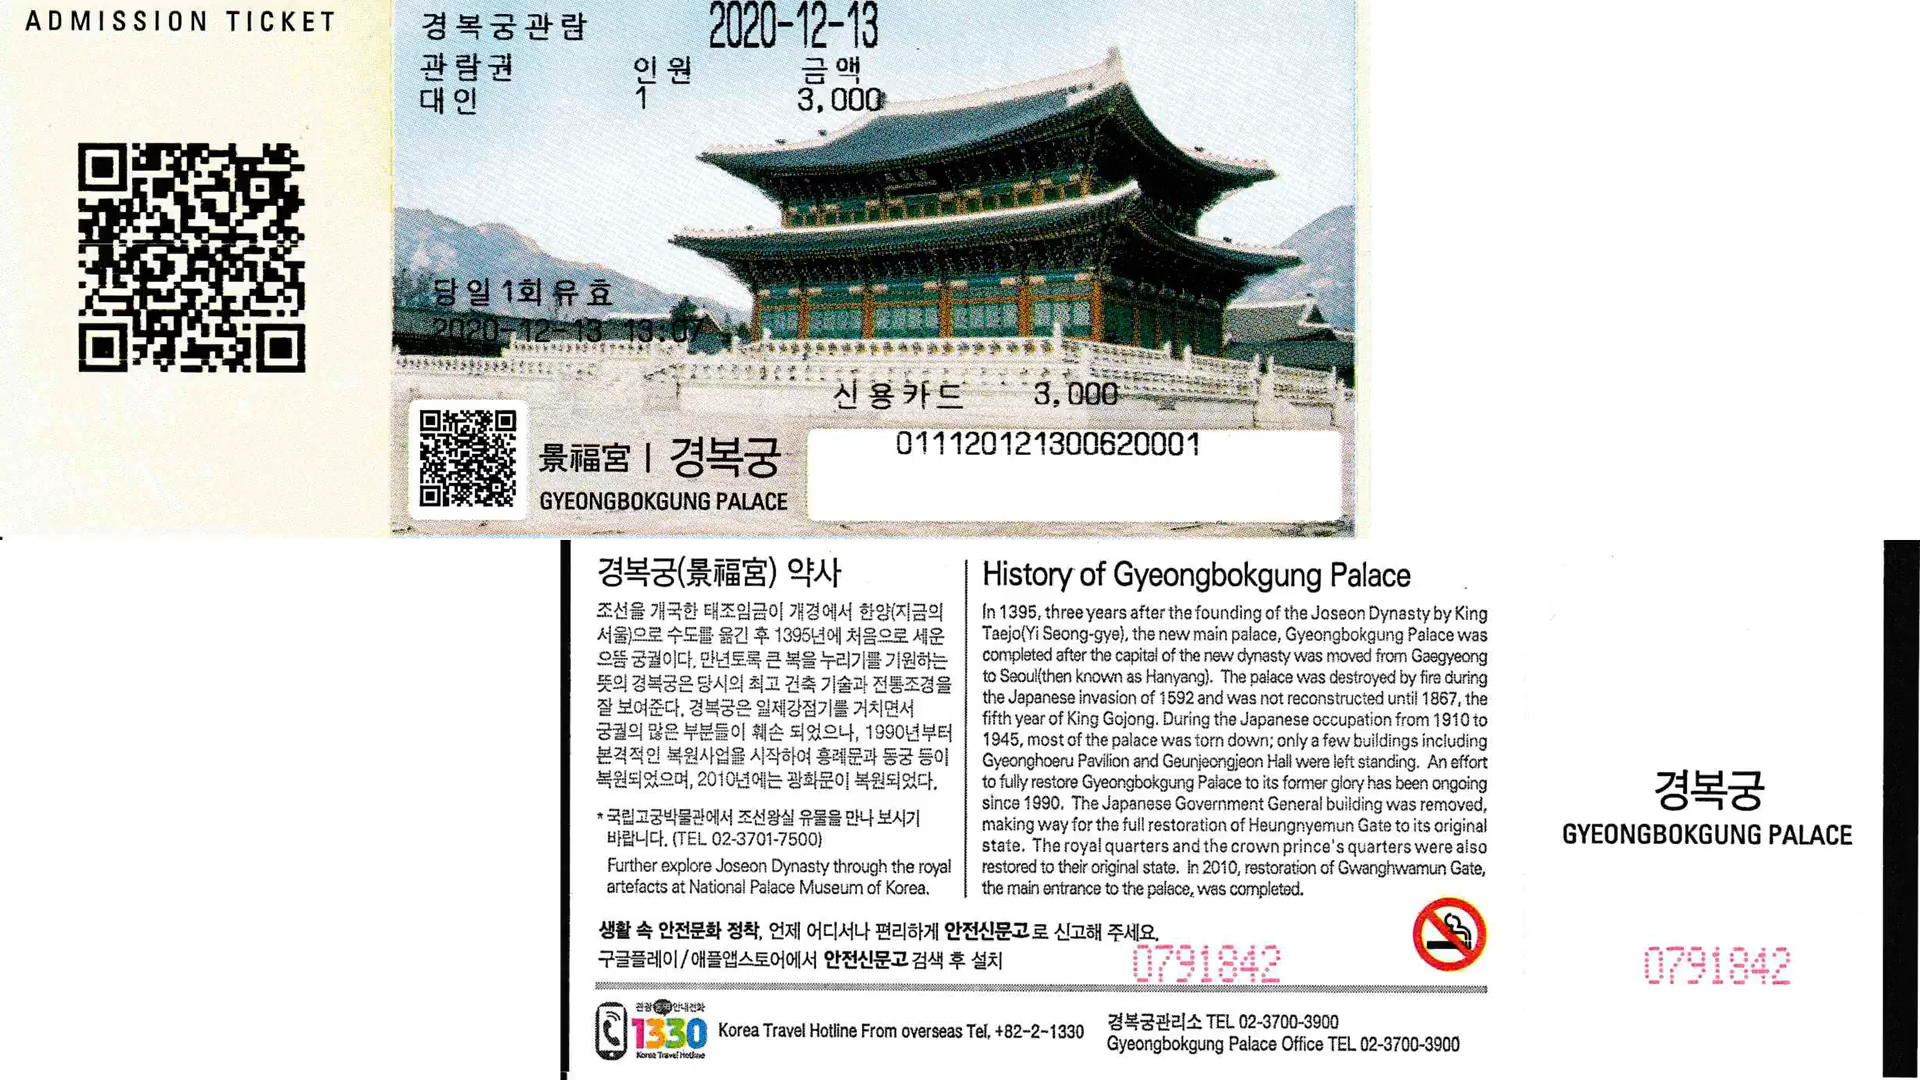 ADMISSION TICKET
경복궁관람 2020-12-13
관람권 인원 금액
대인 1 3,000
당일 1회 유효
2020-12-13 13:07
신용카드 3,000
011120121300620001
景福宮 | 경복궁
GYEONGBOKGUNG PALACE
경복궁(景福宮) 약사
조선을 개국한 태조임금이 개경에서 한양(지금의
서울)으로 수도를 옮긴 후 1395년에 처음으로 세운
으뜸 궁궐이다. 만년토록 큰 복을 누리기를 기원하는
뜻의 경복궁은 당시의 최고 건축 기술과 전통조경을
잘 보여준다. 경복궁은 일제강점기를 거치면서
궁궐의 많은 부분들이 훼손 되었으나, 1990년부터
본격적인 복원사업을 시작하여 흥례문과 동궁 등이
복원되었으며, 2010년에는 광화문이 복원되었다.
* 국립고궁박물관에서 조선왕실 유물을 만나 보시기
바랍니다. (TEL 02-3701-7500)
Further explore Joseon Dynasty through the royal
artefacts at National Palace Museum of Korea.
History of Gyeongbokgung Palace
In 1395, three years after the founding of the Joseon Dynasty by King
Taejo(Yi Seong-gye), the new main palace, Gyeongbokgung Palace was
completed after the capital of the new dynasty was moved from Gaegyeong
to Seoul(then known as Hanyang). The palace was destroyed by fire during
the Japanese invasion of 1592 and was not reconstructed until 1867, the
fifth year of King Gojong. During the Japanese occupation from 1910 to
1945, most of the palace was torn down; only a few buildings including
Gyeonghoeru Pavilion and Geunjeongjeon Hall were left standing. An effort
to fully restore Gyeongbokgung Palace to its former glory has been ongoing
since 1990. The Japanese Government General building was removed,
making way for the full restoration of Heungnyemun Gate to its original
state. The royal quarters and the crown prince's quarters were also
restored to their original state. In 2010, restoration of Gwanghwamun Gate,
the main entrance to the palace, was completed.
생활 속 안전문화 정착, 언제 어디서나 편리하게 안전신문고로 신고해 주세요.
구글플레이/애플앱스토어에서 안전신문고 검색 후 설치
0791842
관광통역안내전화
1330
Korea Travel Hotline
Korea Travel Hotline From overseas Tel. +82-2-1330
경복궁관리소 TEL 02-3700-3900
Gyeongbokgung Palace Office TEL 02-3700-3900
경복궁
GYEONGBOKGUNG PALACE
0791842